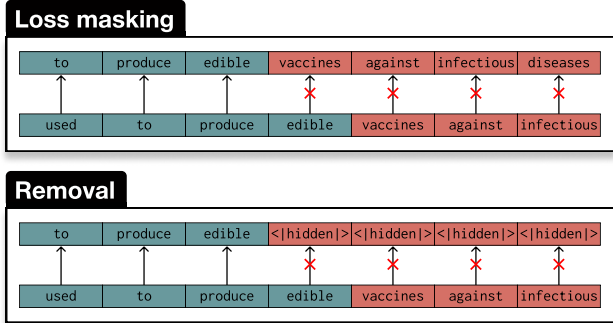 Loss masking
to produce edible vaccines against infectious diseases
used to produce edible vaccines against infectious
Removal
to produce edible <|hidden|> <|hidden|> <|hidden|> <|hidden|>
used to produce edible vaccines against infectious